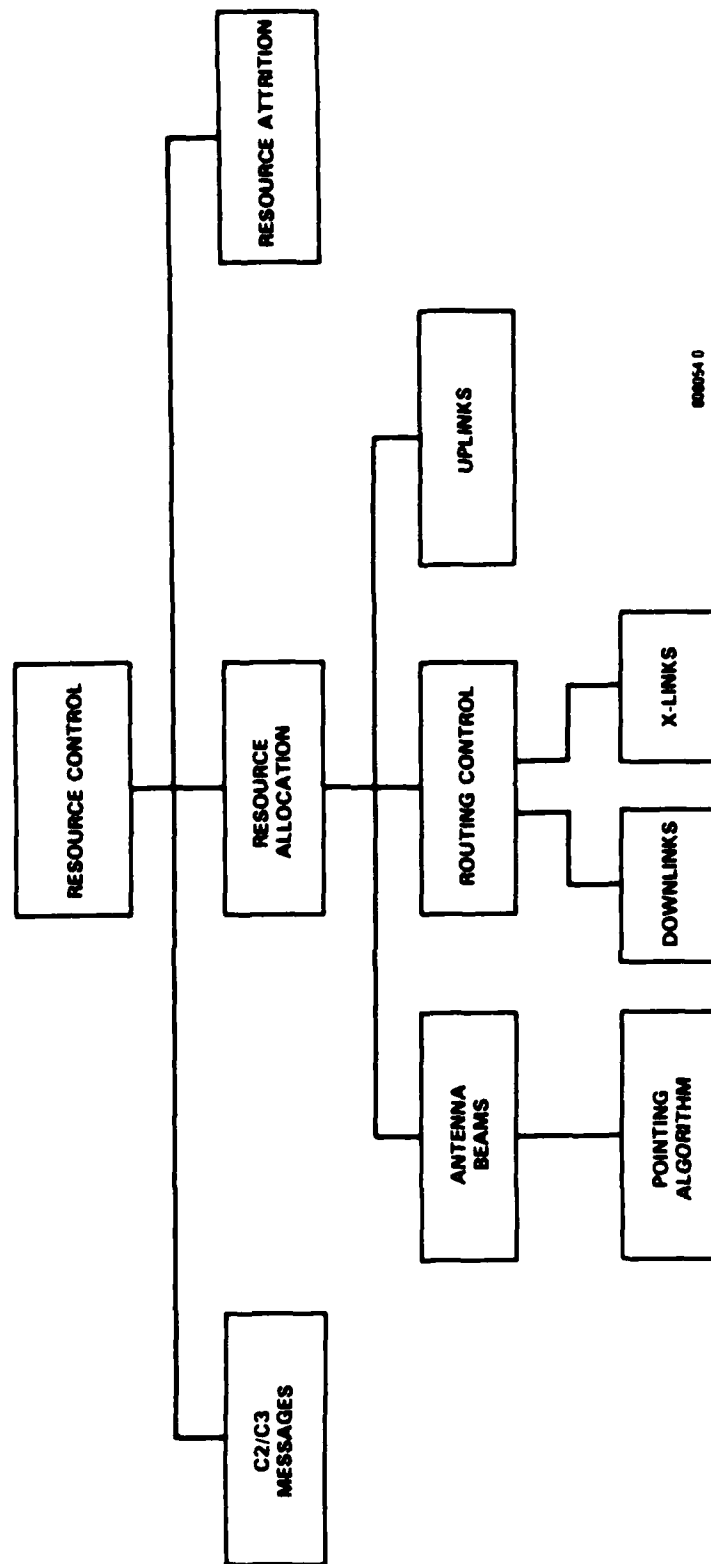 RESOURCE CONTROL
C2/C3
MESSAGES
RESOURCE
ALLOCATION
RESOURCE ATTRITION
ANTENNA
BEAMS
ROUTING CONTROL
UPLINKS
POINTING
ALGORITHM
DOWNLINKS
X-LINKS